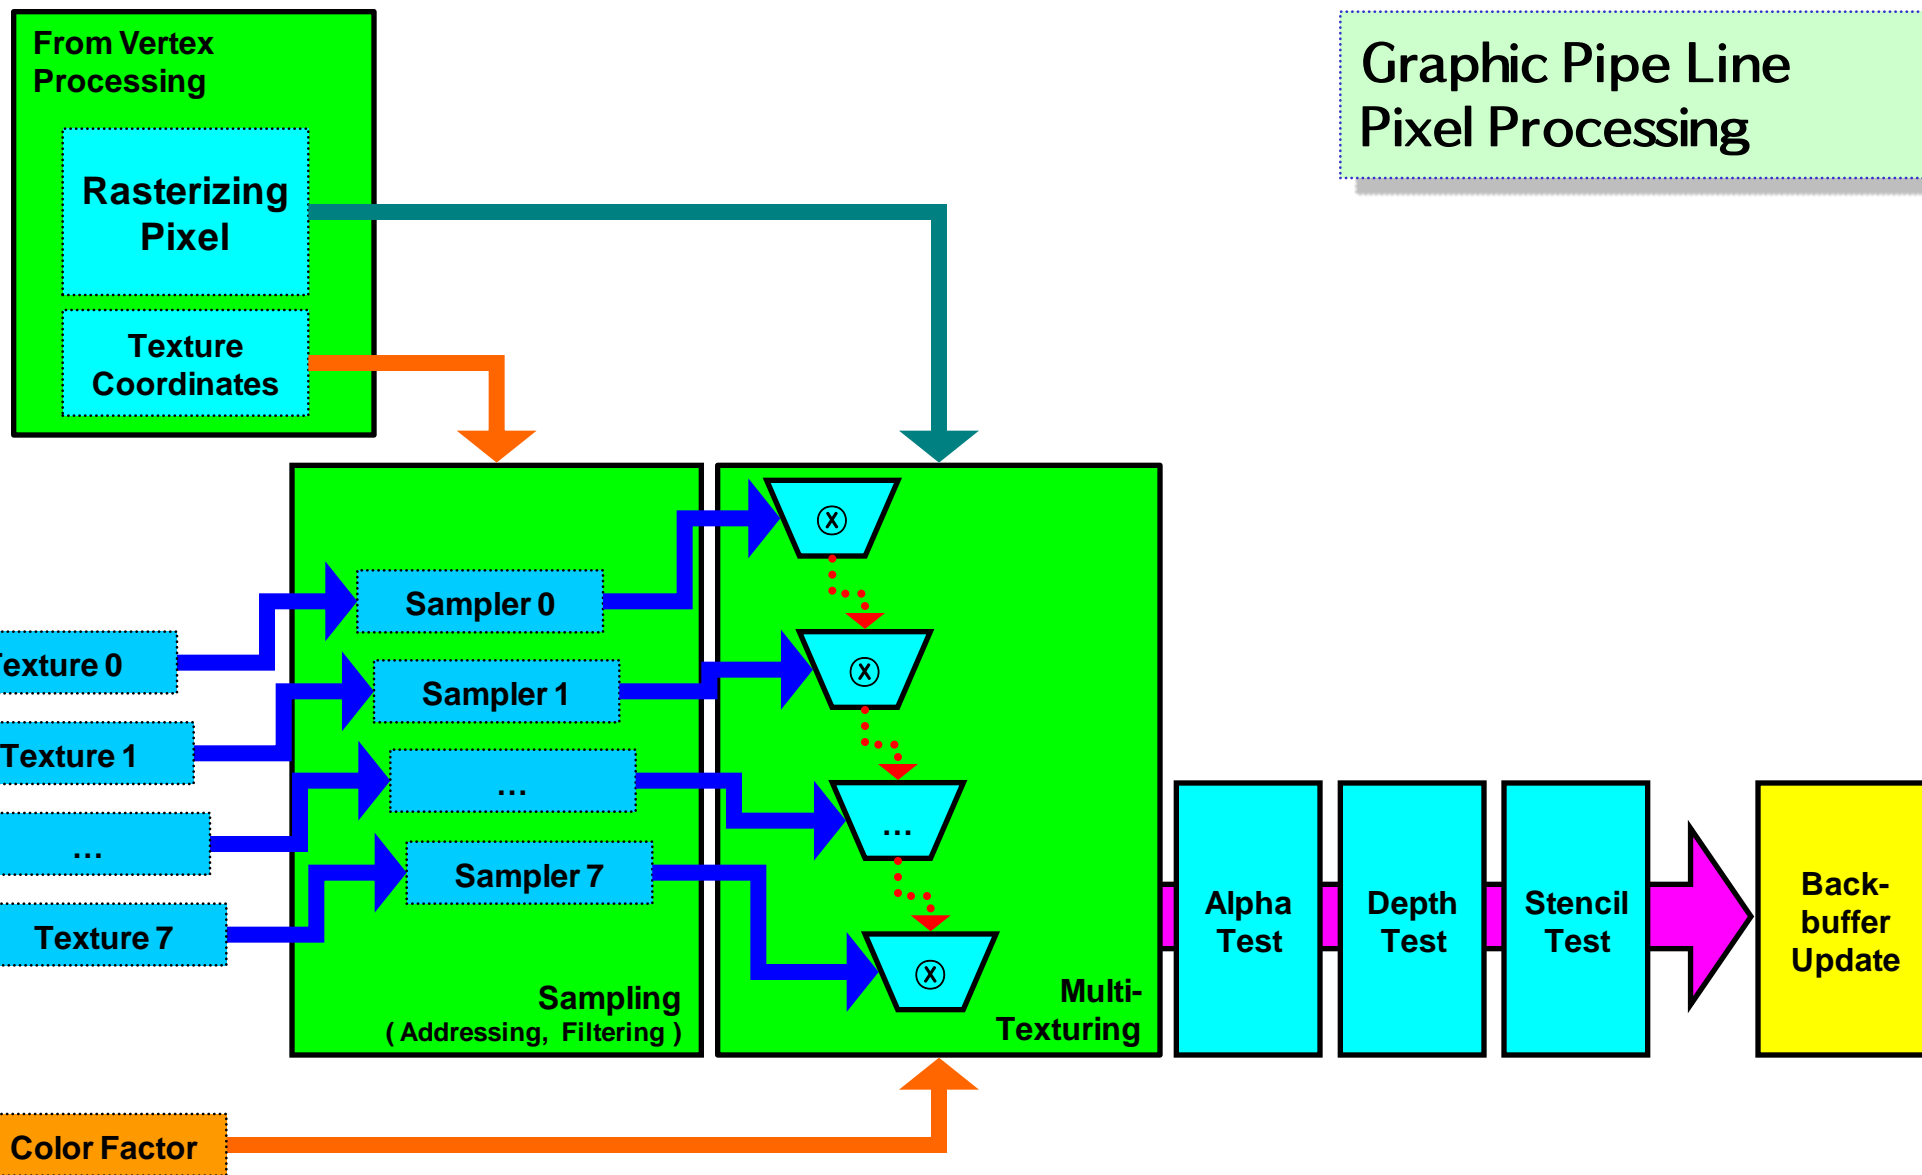 From Vertex
Processing
Rasterizing
Pixel
Texture
Coordinates
Graphic Pipe Line
Pixel Processing
Sampler 0
Sampler 1
...
Sampler 7
Sampling
( Addressing, Filtering )
exture 0
Texture 1
...
Texture 7
Color Factor
ⓧ
ⓧ
...
ⓧ
Multi-
Texturing
Alpha
Test
Depth
Test
Stencil
Test
Back-
buffer
Update